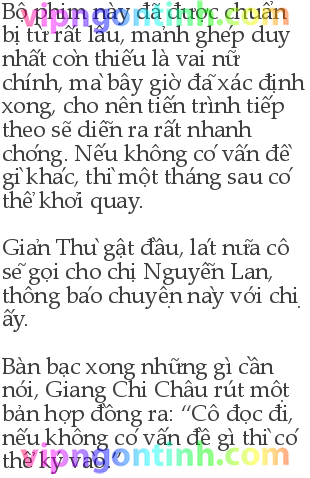 vipngontinh.com
Bộ phim này đã được chuẩn
bị từ rất lâu, mảnh ghép duy
nhất còn thiếu là vai nữ
chính, mà bây giờ đã xác định
xong, cho nên tiến trình tiếp
theo sẽ diễn ra rất nhanh
chóng. Nếu không có vấn đề
gì khác, thì một tháng sau có
thể khởi quay.
Giản Thư gật đầu, lát nữa cô
sẽ gọi cho chị Nguyễn Lan,
thông báo chuyện này với chị
ấy.
Bàn bạc xong những gì cần
nói, Giang Chi Châu rút một
bản hợp đồng ra: “Cô đọc đi,
nếu không có vấn đề gì thì có
thể ký vào.”
vipngontinh.com